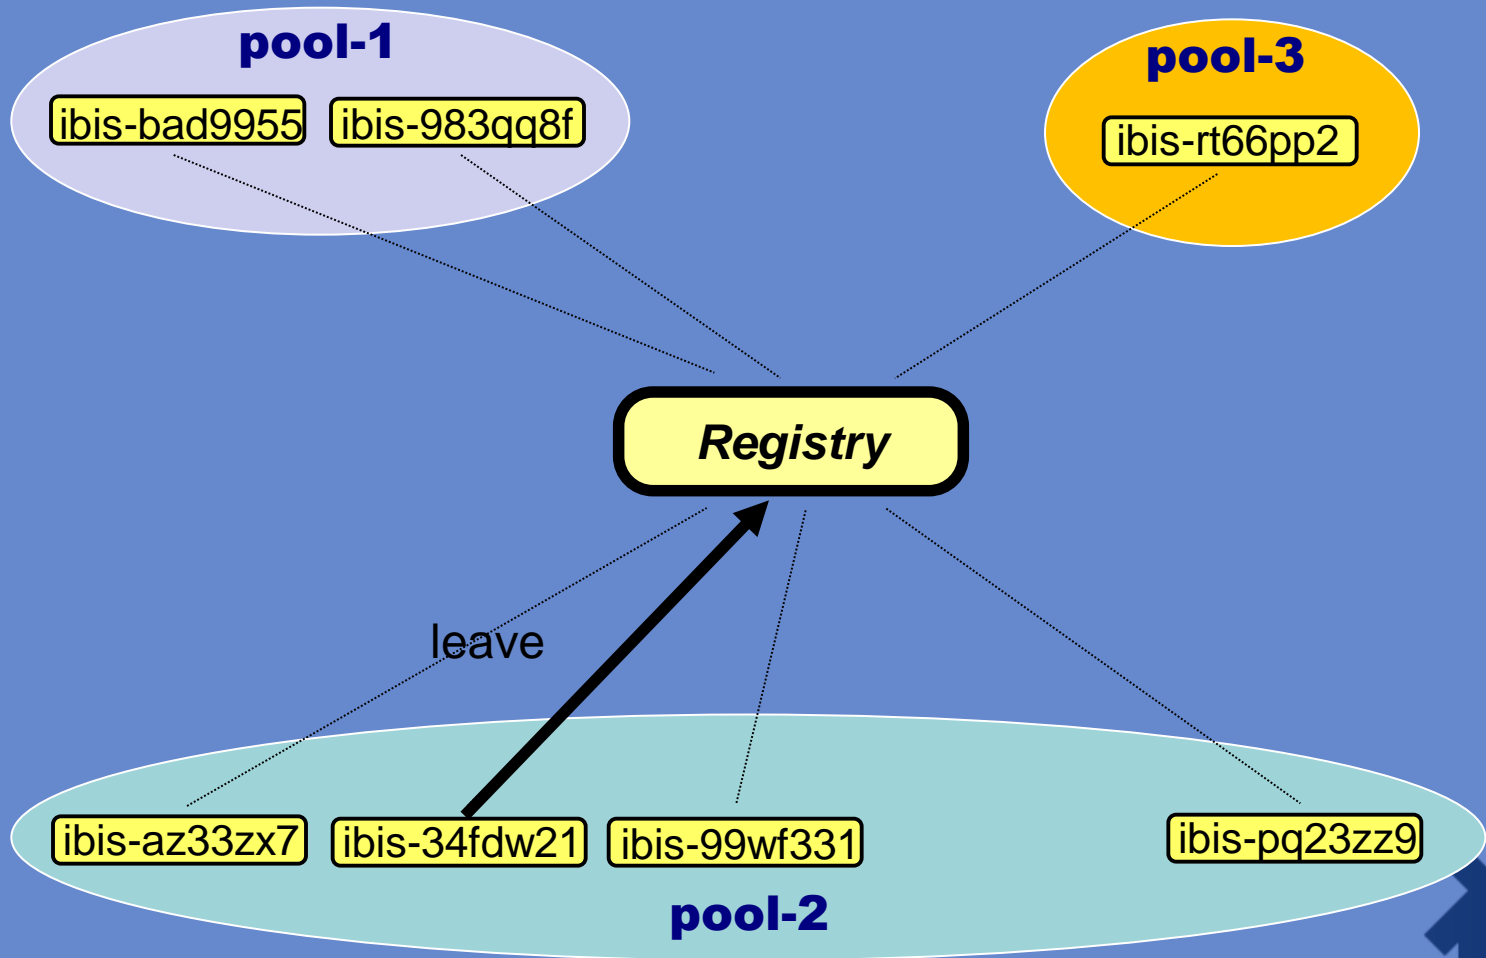 pool-1
pool-3
ibis-bad9955
ibis-983qq8f
ibis-rt66pp2
Registry
leave
ibis-az33zx7
ibis-34fdw21
ibis-99wf331
ibis-pq23zz9
pool-2